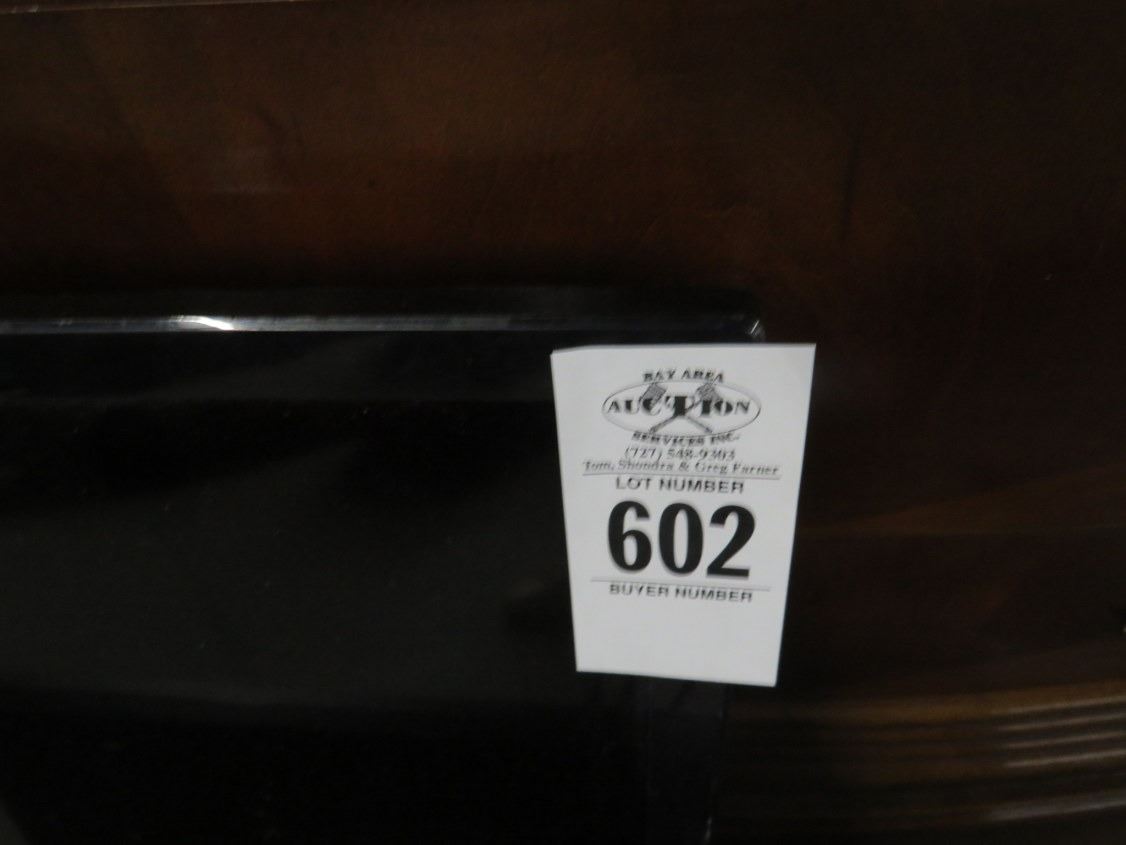 BAY AREA
AUCTION
SERVICES INC.
(727) 548-9303
Tom, Shondra & Greg Farner
LOT NUMBER
602
BUYER NUMBER